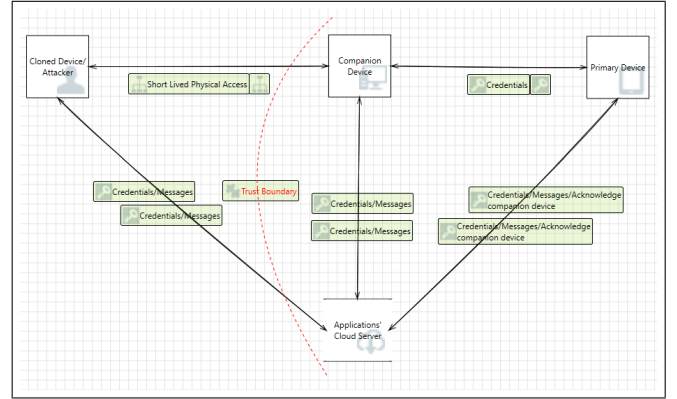 Cloned Device/
Attacker
Companion
Device
Primary Device
Short Lived Physical Access
Credentials
Credentials/Messages
Credentials/Messages
Trust Boundary
Credentials/Messages
Credentials/Messages
Credentials/Messages/Acknowledge
companion device
Credentials/Messages/Acknowledge
companion device
Applications'
Cloud Server